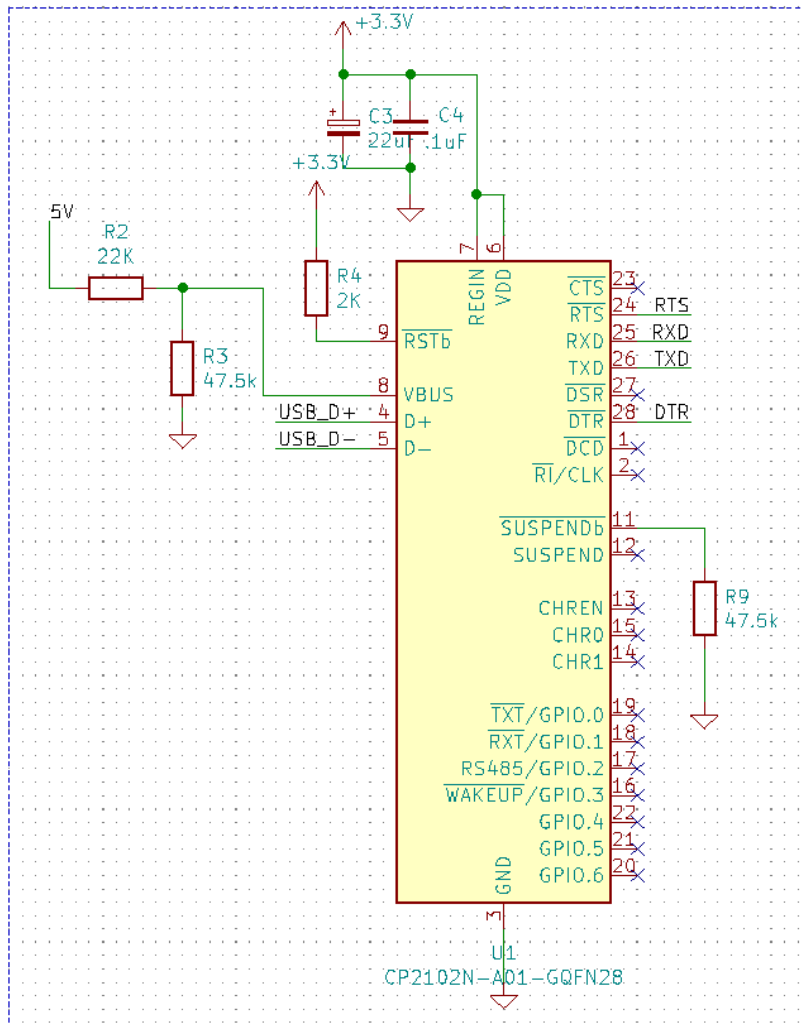 +3.3V
+
C3
22uF
C4
.1uF
+3.3V
5V
R2
22K
R4
2K
R3
47.5k
7
6
REGIN
VDD
9
RSTb
8
VBUS
USB_D+
4
D+
USB_D-
5
D-
CTS
23
RTS
24
RTS
RXD
25
RXD
TXD
26
TXD
DSR
27
DTR
28
DTR
DCD
1
RI/CLK
2
SUSPENDb
11
SUSPEND
12
R9
47.5k
CHREN
13
CHR0
15
CHR1
14
TXT/GPIO.0
19
RXT/GPIO.1
18
RS485/GPIO.2
17
WAKEUP/GPIO.3
16
GPIO.4
22
GPIO.5
21
GPIO.6
20
GND
3
U1
CP2102N-A01-GQFN28